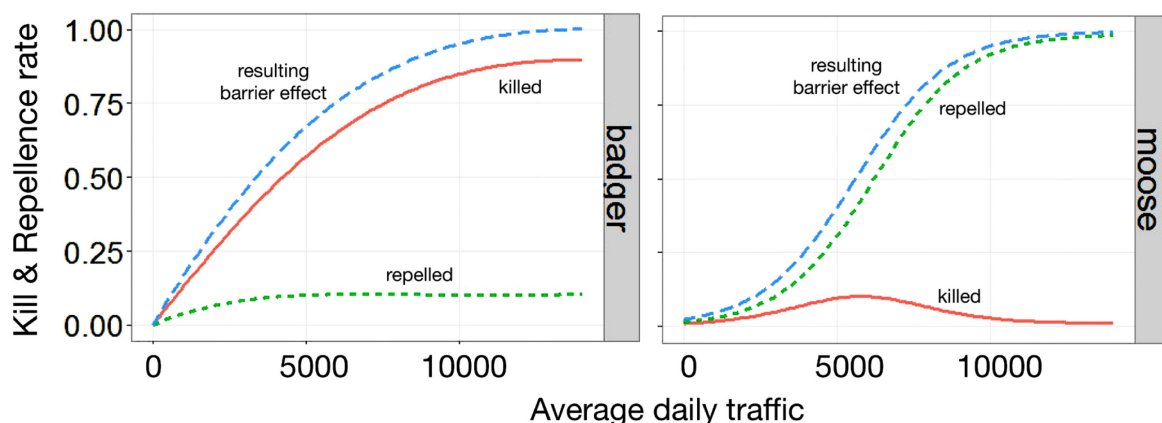 Kill & Repellence rate
1.00
0.75
0.50
0.25
0.00
resulting
barrier effect
killed
repelled
badger
0 5000 10000
resulting
barrier effect
repelled
killed
moose
0 5000 10000
Average daily traffic